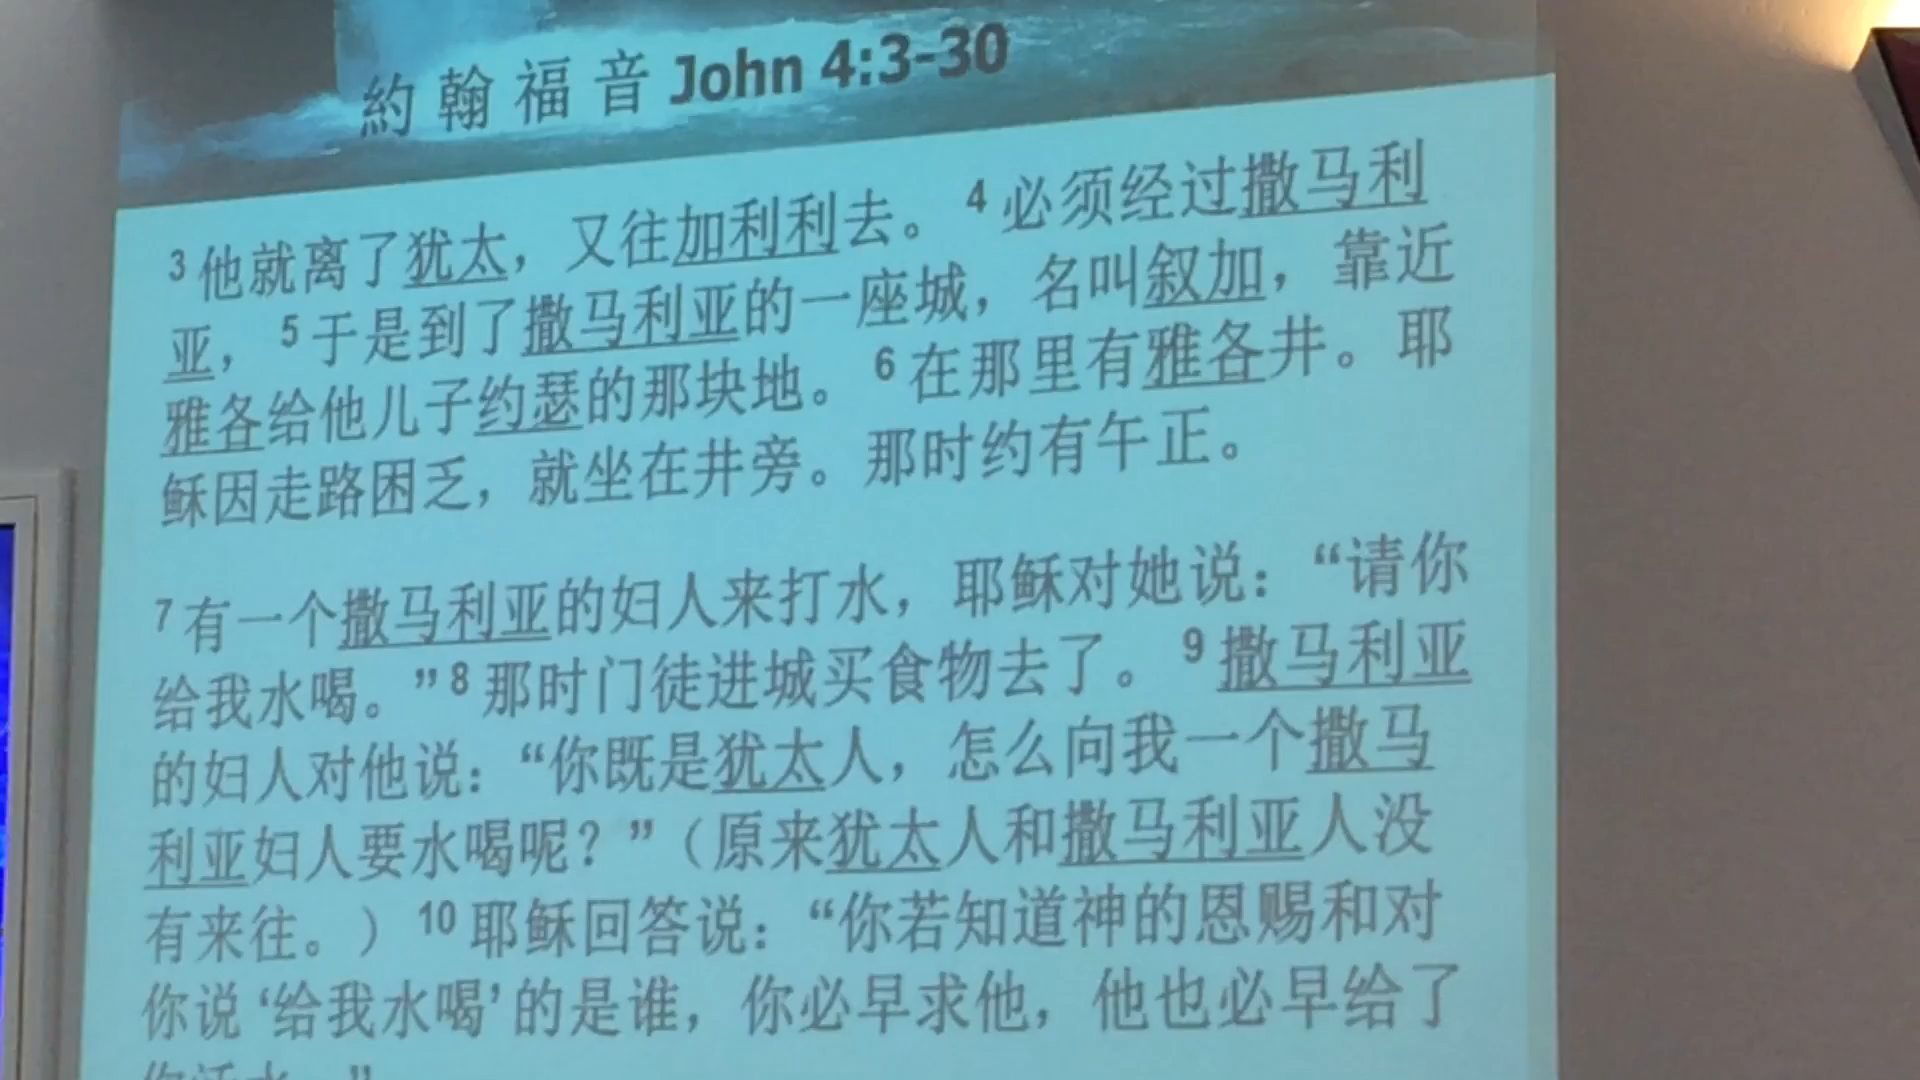 約翰福音 John 4:3-30
3 他就离了犹太，又往加利利去。 4 必须经过撒马利
亚， 5 于是到了撒马利亚的一座城，名叫叙加，靠近
雅各给他儿子约瑟的那块地。 6 在那里有雅各井。耶
稣因走路困乏，就坐在井旁。那时约有午正。
7 有一个撒马利亚的妇人来打水，耶稣对她说：“请你
给我水喝。” 8 那时门徒进城买食物去了。 9 撒马利亚
的妇人对他说：“你既是犹太人，怎么向我一个撒马
利亚妇人要水喝呢？”（原来犹太人和撒马利亚人没
有来往。） 10 耶稣回答说：“你若知道神的恩赐和对
你说‘给我水喝’的是谁，你必早求他，他也必早给了